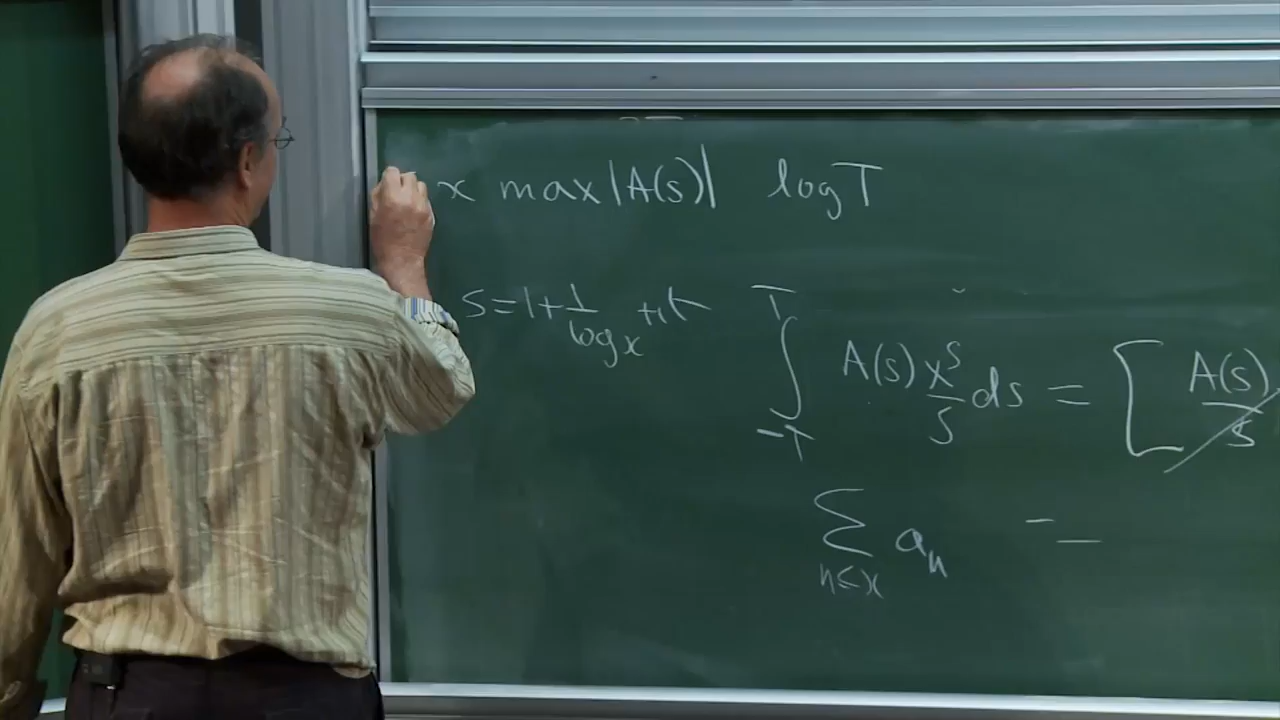 x max |A(s)| log T
s = 1 + 1/log x + it
∫_{-T}^{T} A(s) x^s/s ds = [ A(s)/s
∑_{n≤x} a_n =